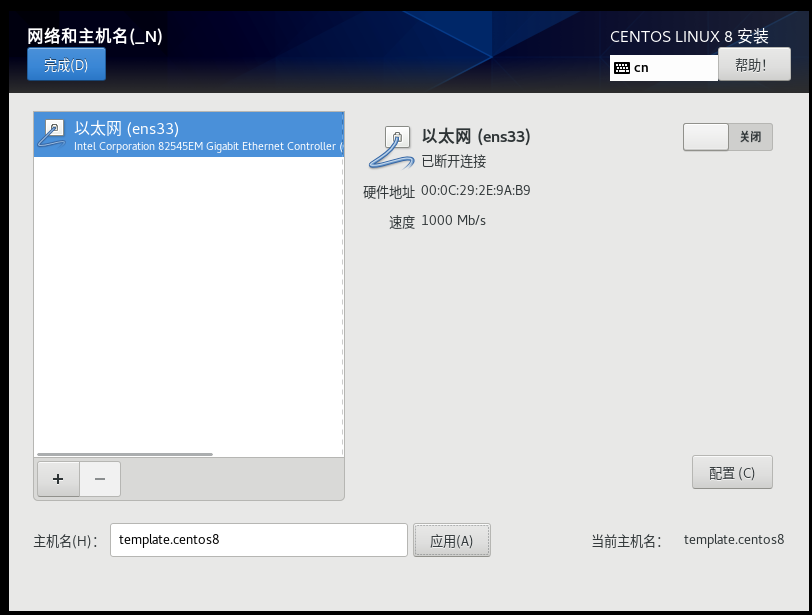 网络和主机名(_N)
CENTOS LINUX 8 安装
完成(D)
cn
帮助!
以太网 (ens33)
Intel Corporation 82545EM Gigabit Ethernet Controller (
以太网 (ens33)
已断开连接
关闭
硬件地址 00:0C:29:2E:9A:B9
速度 1000 Mb/s
+ −
配置 (C)
主机名(H): template.centos8 应用(A) 当前主机名: template.centos8